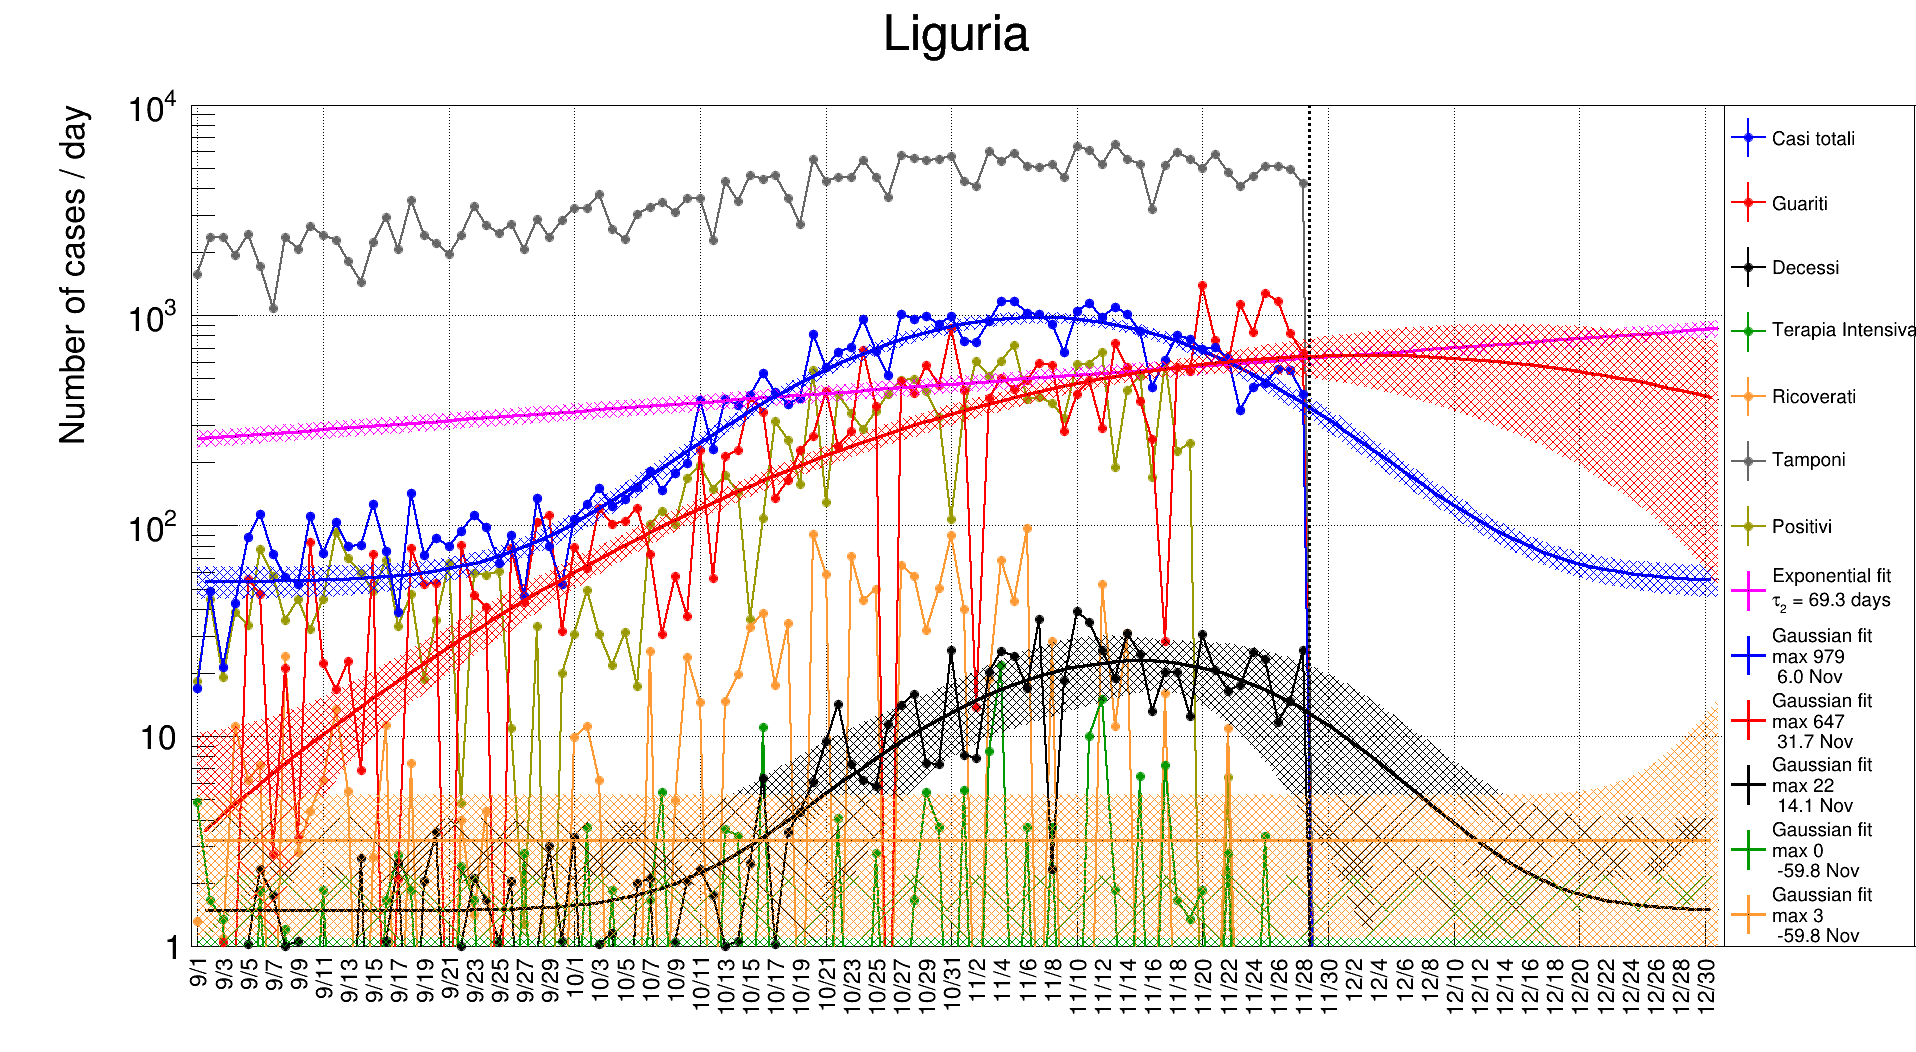 Liguria
Number of cases / day
10^4
10^3
10^2
10
1
9/1
9/3
9/5
9/7
9/9
9/11
9/13
9/15
9/17
9/19
9/21
9/23
9/25
9/27
9/29
10/1
10/3
10/5
10/7
10/9
10/11
10/13
10/15
10/17
10/19
10/21
10/23
10/25
10/27
10/29
10/31
11/2
11/4
11/6
11/8
11/10
11/12
11/14
11/16
11/18
11/20
11/22
11/24
11/26
11/28
11/30
12/2
12/4
12/6
12/8
12/10
12/12
12/14
12/16
12/18
12/20
12/22
12/24
12/26
12/28
12/30
Casi totali
Guariti
Decessi
Terapia Intensiva
Ricoverati
Tamponi
Positivi
Exponential fit
τ₂ = 69.3 days
Gaussian fit
max 979
6.0 Nov
Gaussian fit
max 647
31.7 Nov
Gaussian fit
max 22
14.1 Nov
Gaussian fit
max 0
-59.8 Nov
Gaussian fit
max 3
-59.8 Nov